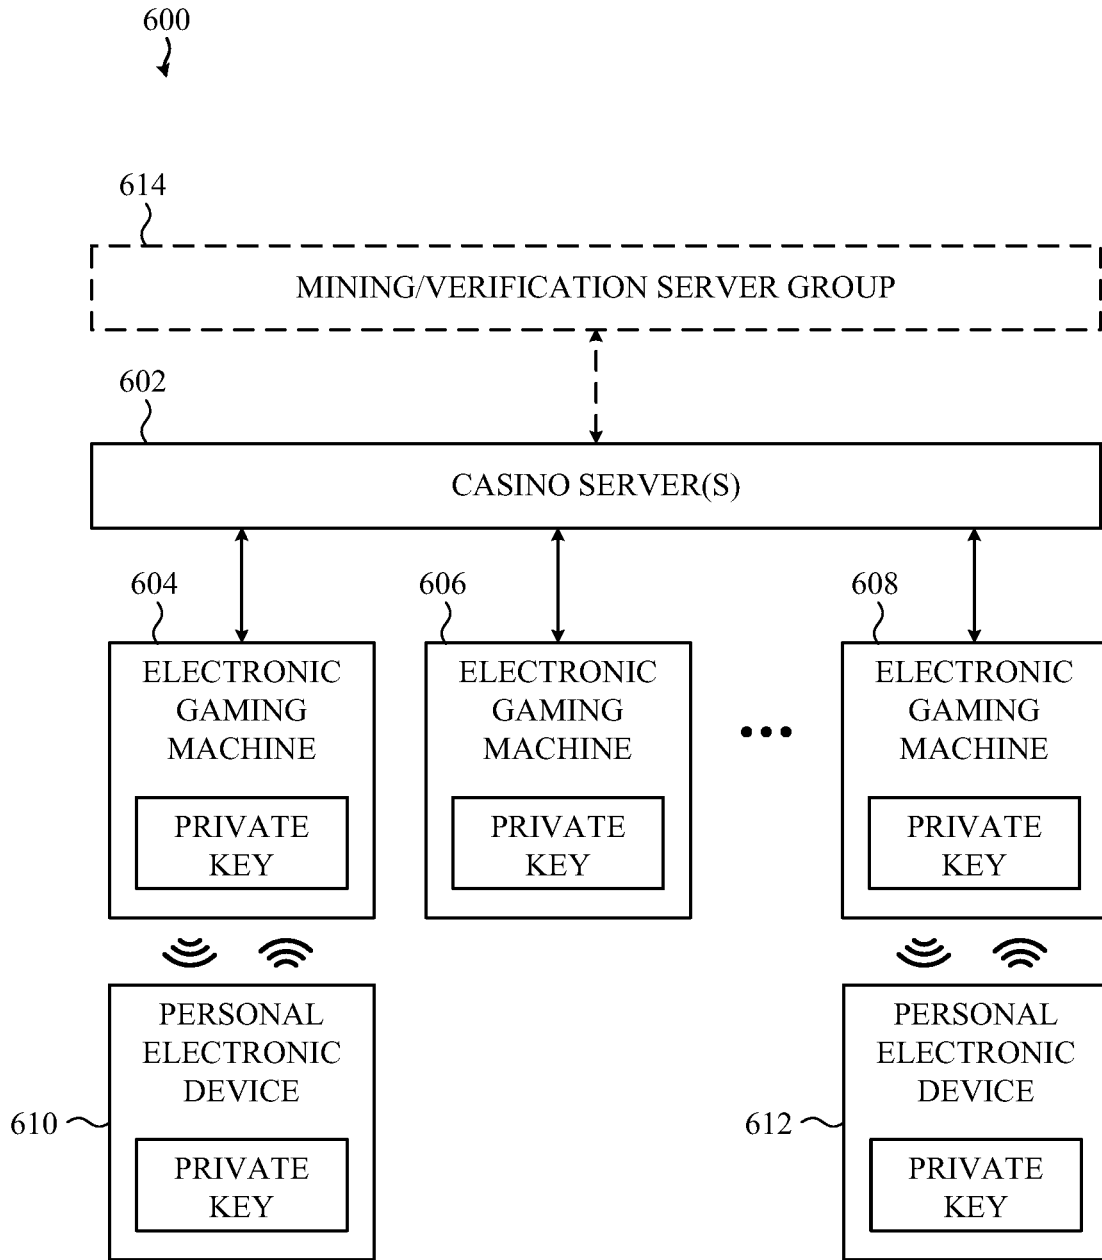 600
614
MINING/VERIFICATION SERVER GROUP
602
CASINO SERVER(S)
604
606
608
ELECTRONIC
GAMING
MACHINE
PRIVATE
KEY
ELECTRONIC
GAMING
MACHINE
PRIVATE
KEY
ELECTRONIC
GAMING
MACHINE
PRIVATE
KEY
PERSONAL
ELECTRONIC
DEVICE
610
PRIVATE
KEY
PERSONAL
ELECTRONIC
DEVICE
612
PRIVATE
KEY